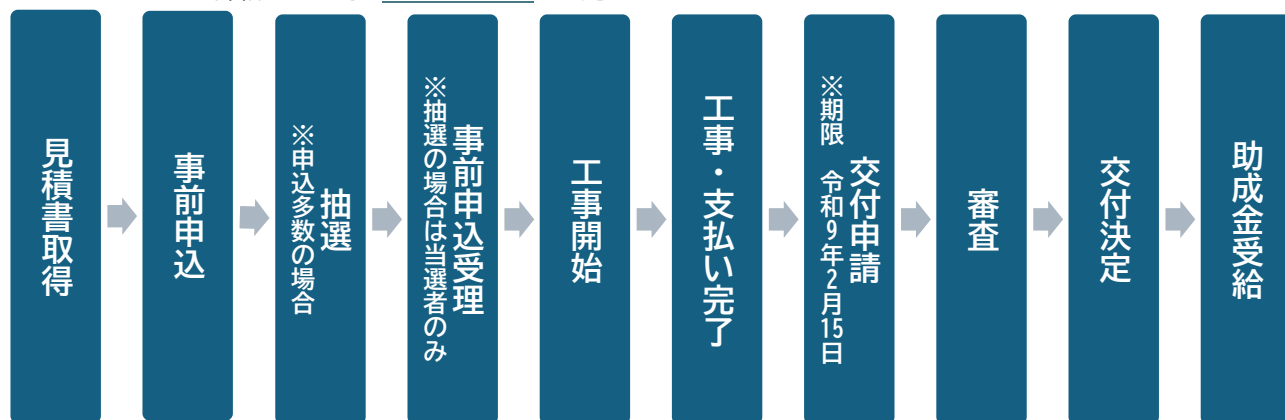 見積書取得
事前申込
抽選
※申込多数の場合
事前申込受理
※抽選の場合は当選者のみ
工事開始
工事・支払い完了
交付申請
※期限　令和9年2月15日
審査
交付決定
助成金受給